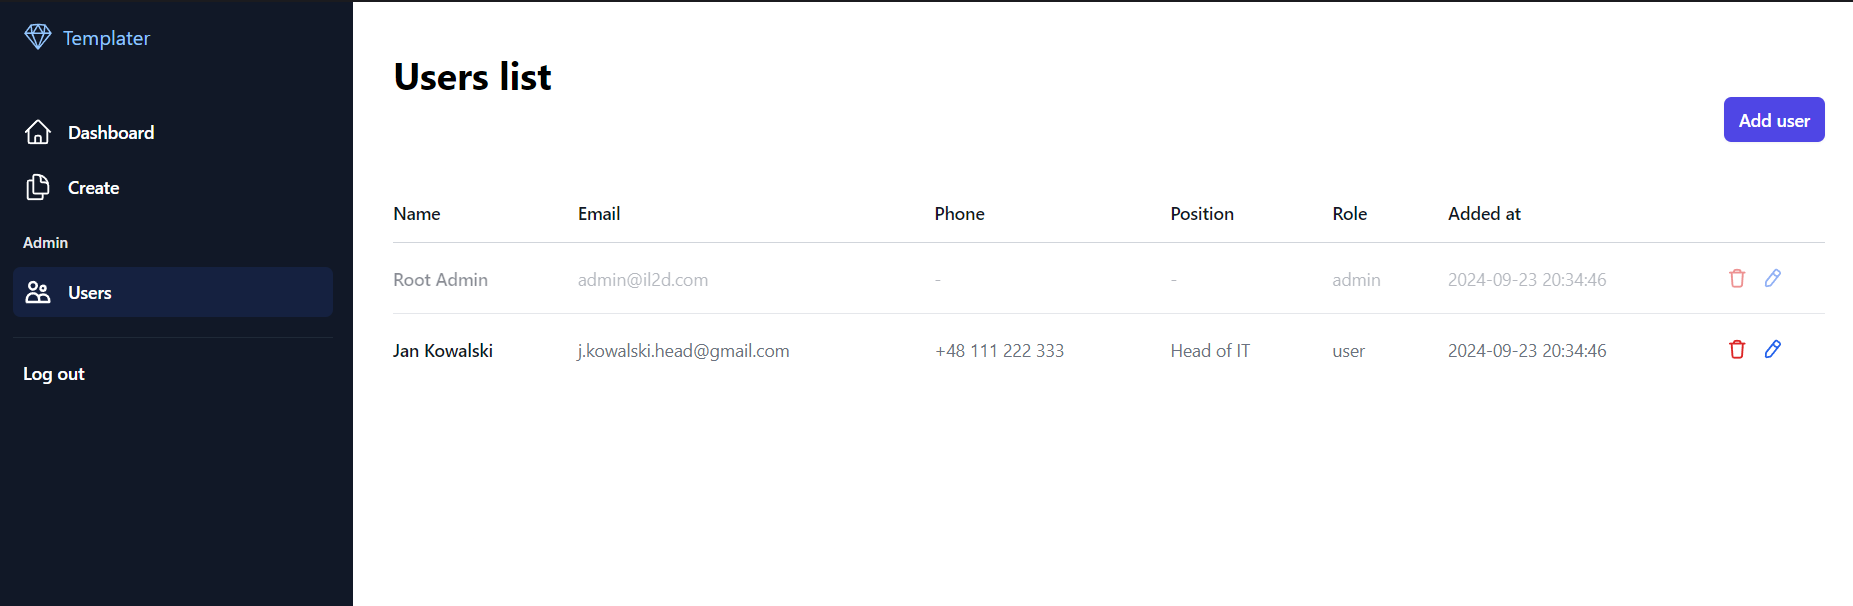 Templater
Dashboard
Create
Admin
Users
Log out
Users list
Add user
Name Email Phone Position Role Added at
Root Admin admin@il2d.com - - admin 2024-09-23 20:34:46
Jan Kowalski j.kowalski.head@gmail.com +48 111 222 333 Head of IT user 2024-09-23 20:34:46